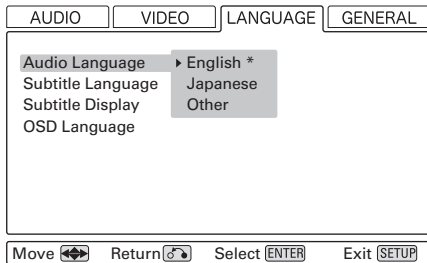 AUDIO VIDEO LANGUAGE GENERAL
Audio Language English *
Subtitle Language Japanese
Subtitle Display Other
OSD Language
Move Return Select ENTER Exit SETUP